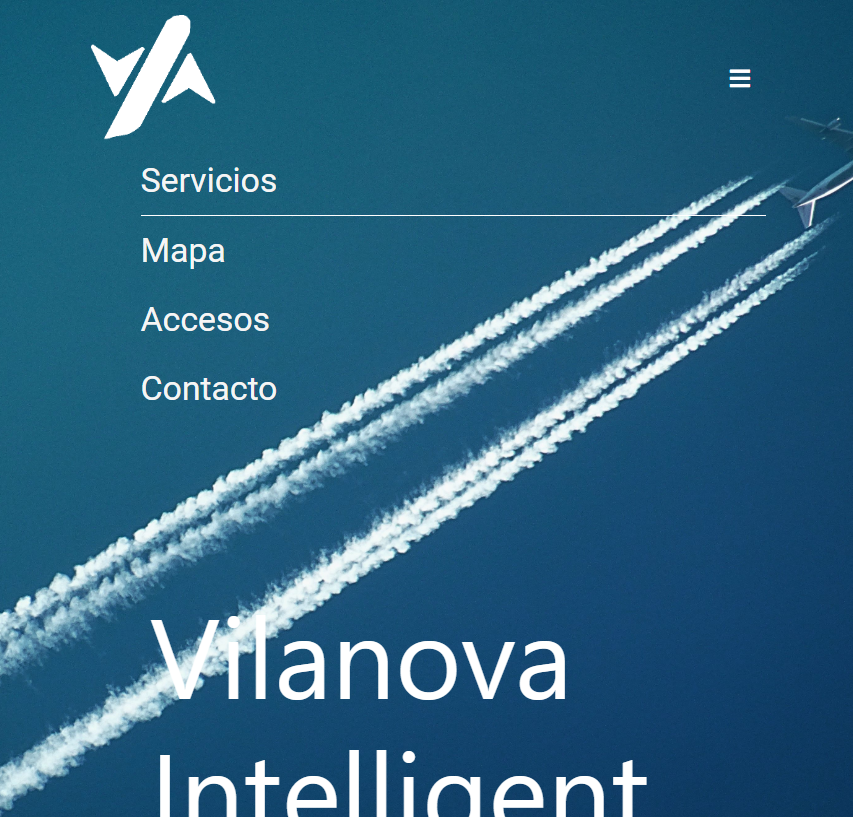 Servicios
Mapa
Accesos
Contacto
Vilanova
Intelligent